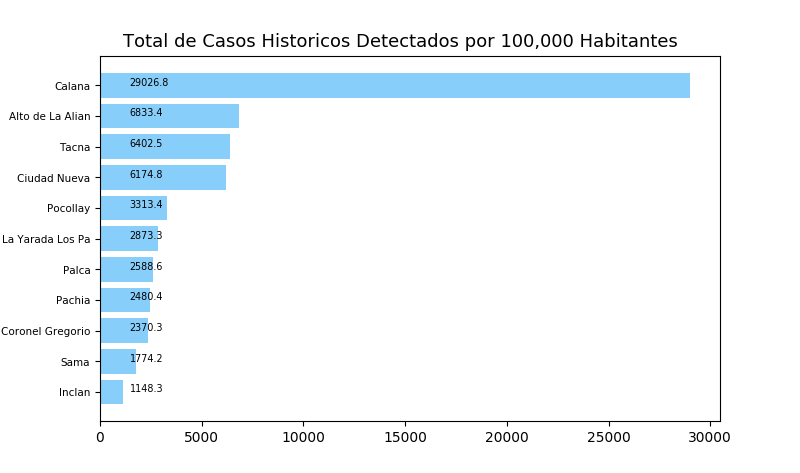 Total de Casos Historicos Detectados por 100,000 Habitantes
Calana 29026.8
Alto de La Alian 6833.4
Tacna 6402.5
Ciudad Nueva 6174.8
Pocollay 3313.4
La Yarada Los Pa 2873.3
Palca 2588.6
Pachia 2480.4
Coronel Gregorio 2370.3
Sama 1774.2
Inclan 1148.3
0 5000 10000 15000 20000 25000 30000